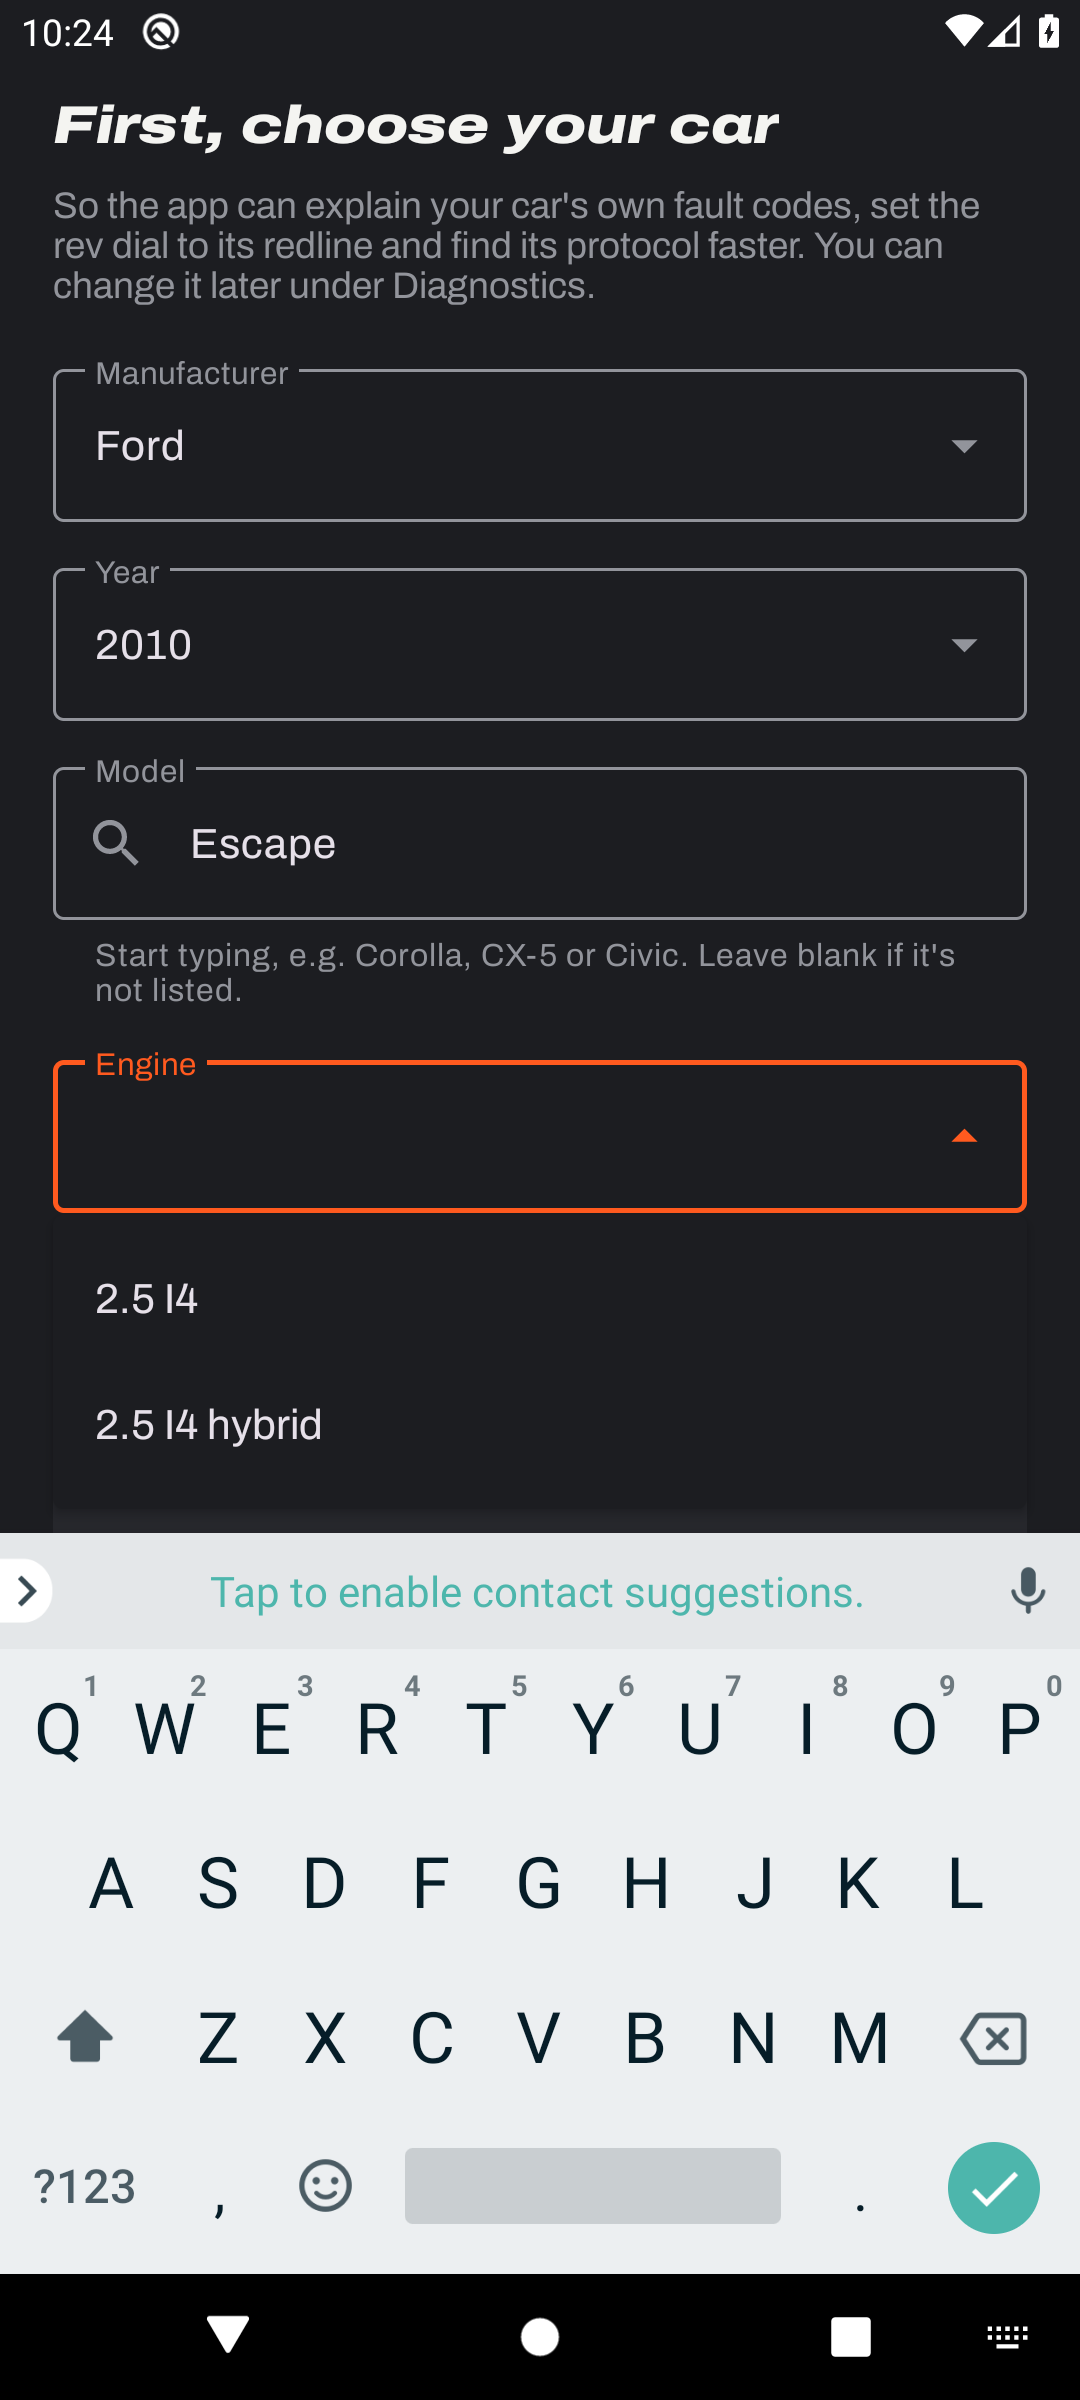 10:24
First, choose your car
So the app can explain your car's own fault codes, set the
rev dial to its redline and find its protocol faster. You can
change it later under Diagnostics.
Manufacturer
Ford
Year
2010
Model
Escape
Start typing, e.g. Corolla, CX-5 or Civic. Leave blank if it's
not listed.
Engine
2.5 I4
2.5 I4 hybrid
Tap to enable contact suggestions.
1 2 3 4 5 6 7 8 9 0
Q W E R T Y U I O P
A S D F G H J K L
Z X C V B N M
?123 , .